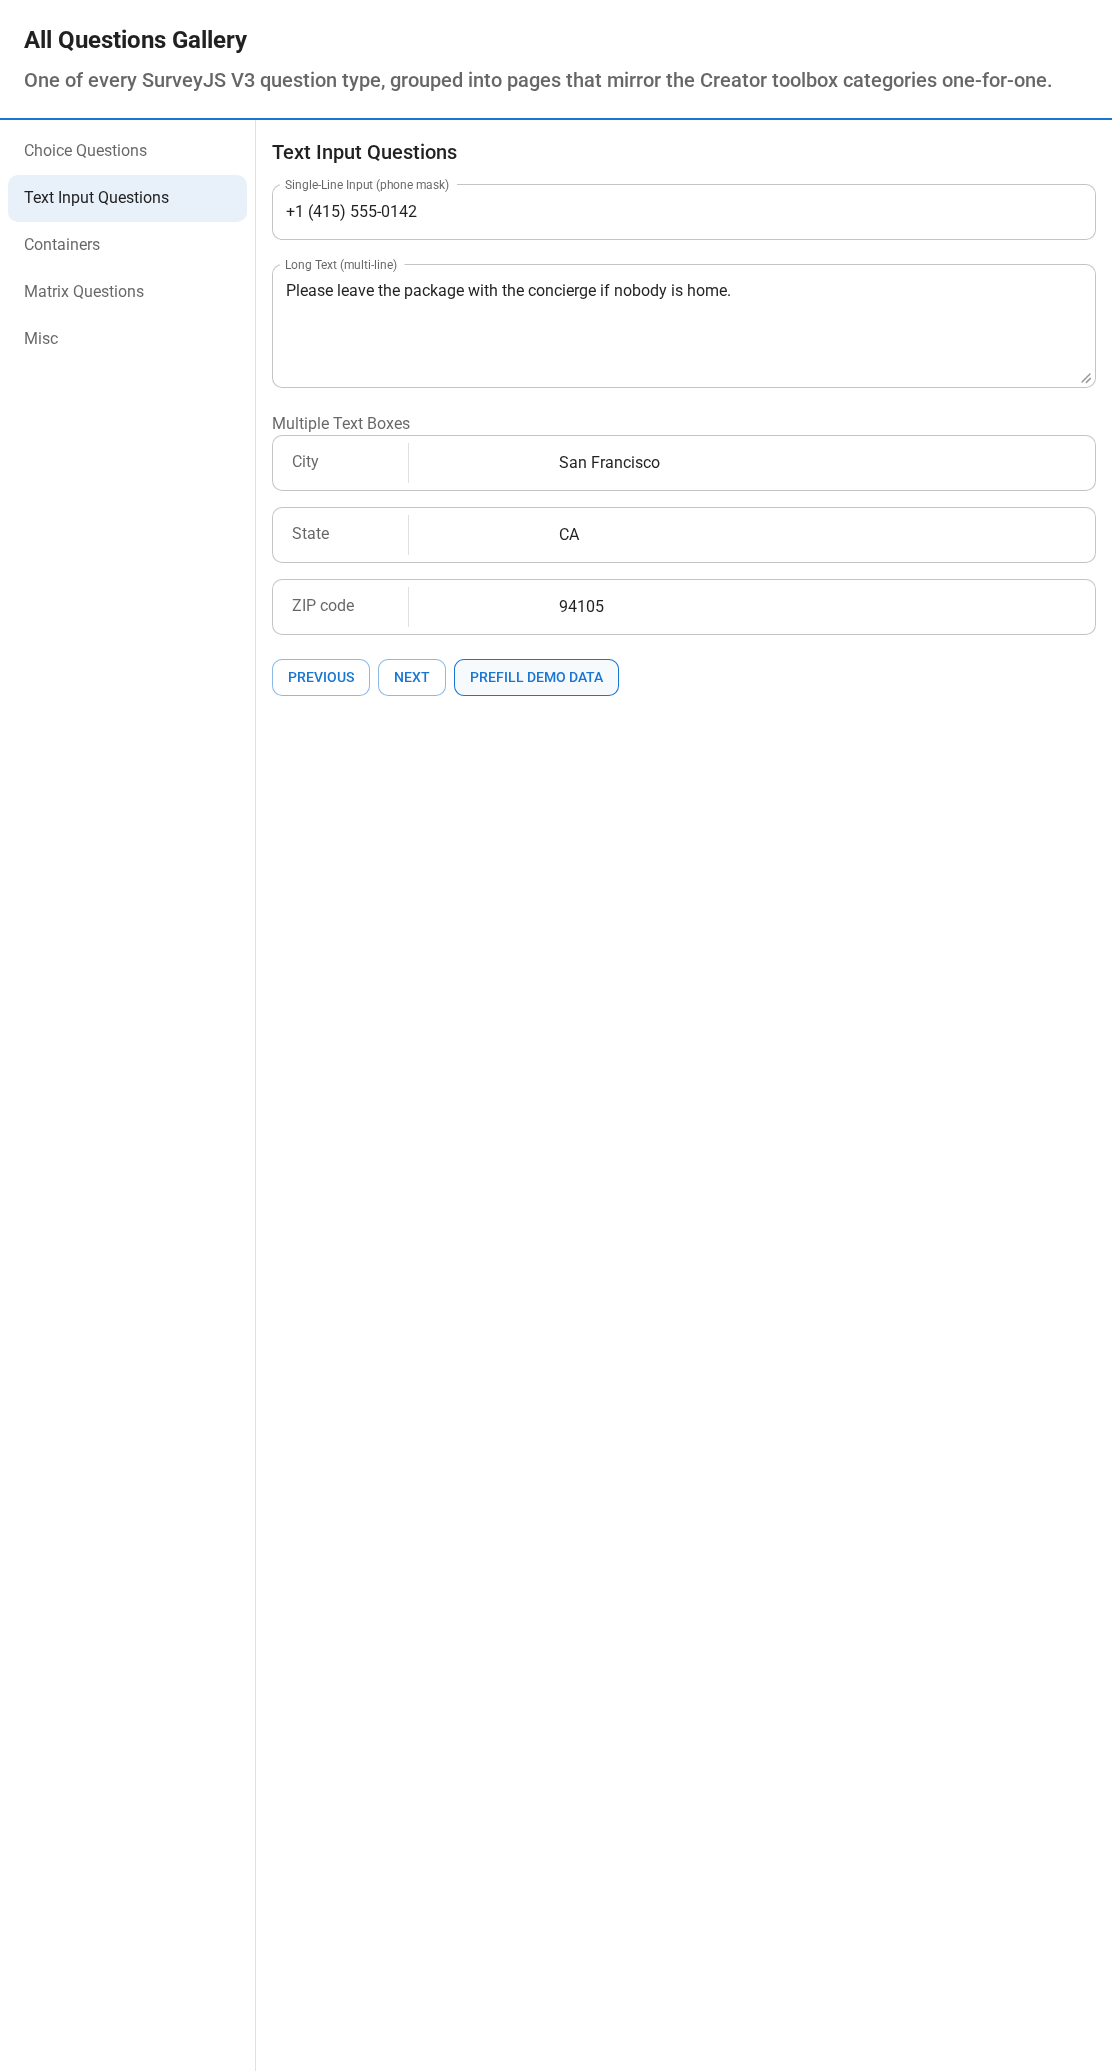 All Questions Gallery
One of every SurveyJS V3 question type, grouped into pages that mirror the Creator toolbox categories one-for-one.
Choice Questions
Text Input Questions
Containers
Matrix Questions
Misc
Text Input Questions
Single-Line Input (phone mask)
+1 (415) 555-0142
Long Text (multi-line)
Please leave the package with the concierge if nobody is home.
Multiple Text Boxes
City San Francisco
State CA
ZIP code 94105
PREVIOUS NEXT PREFILL DEMO DATA